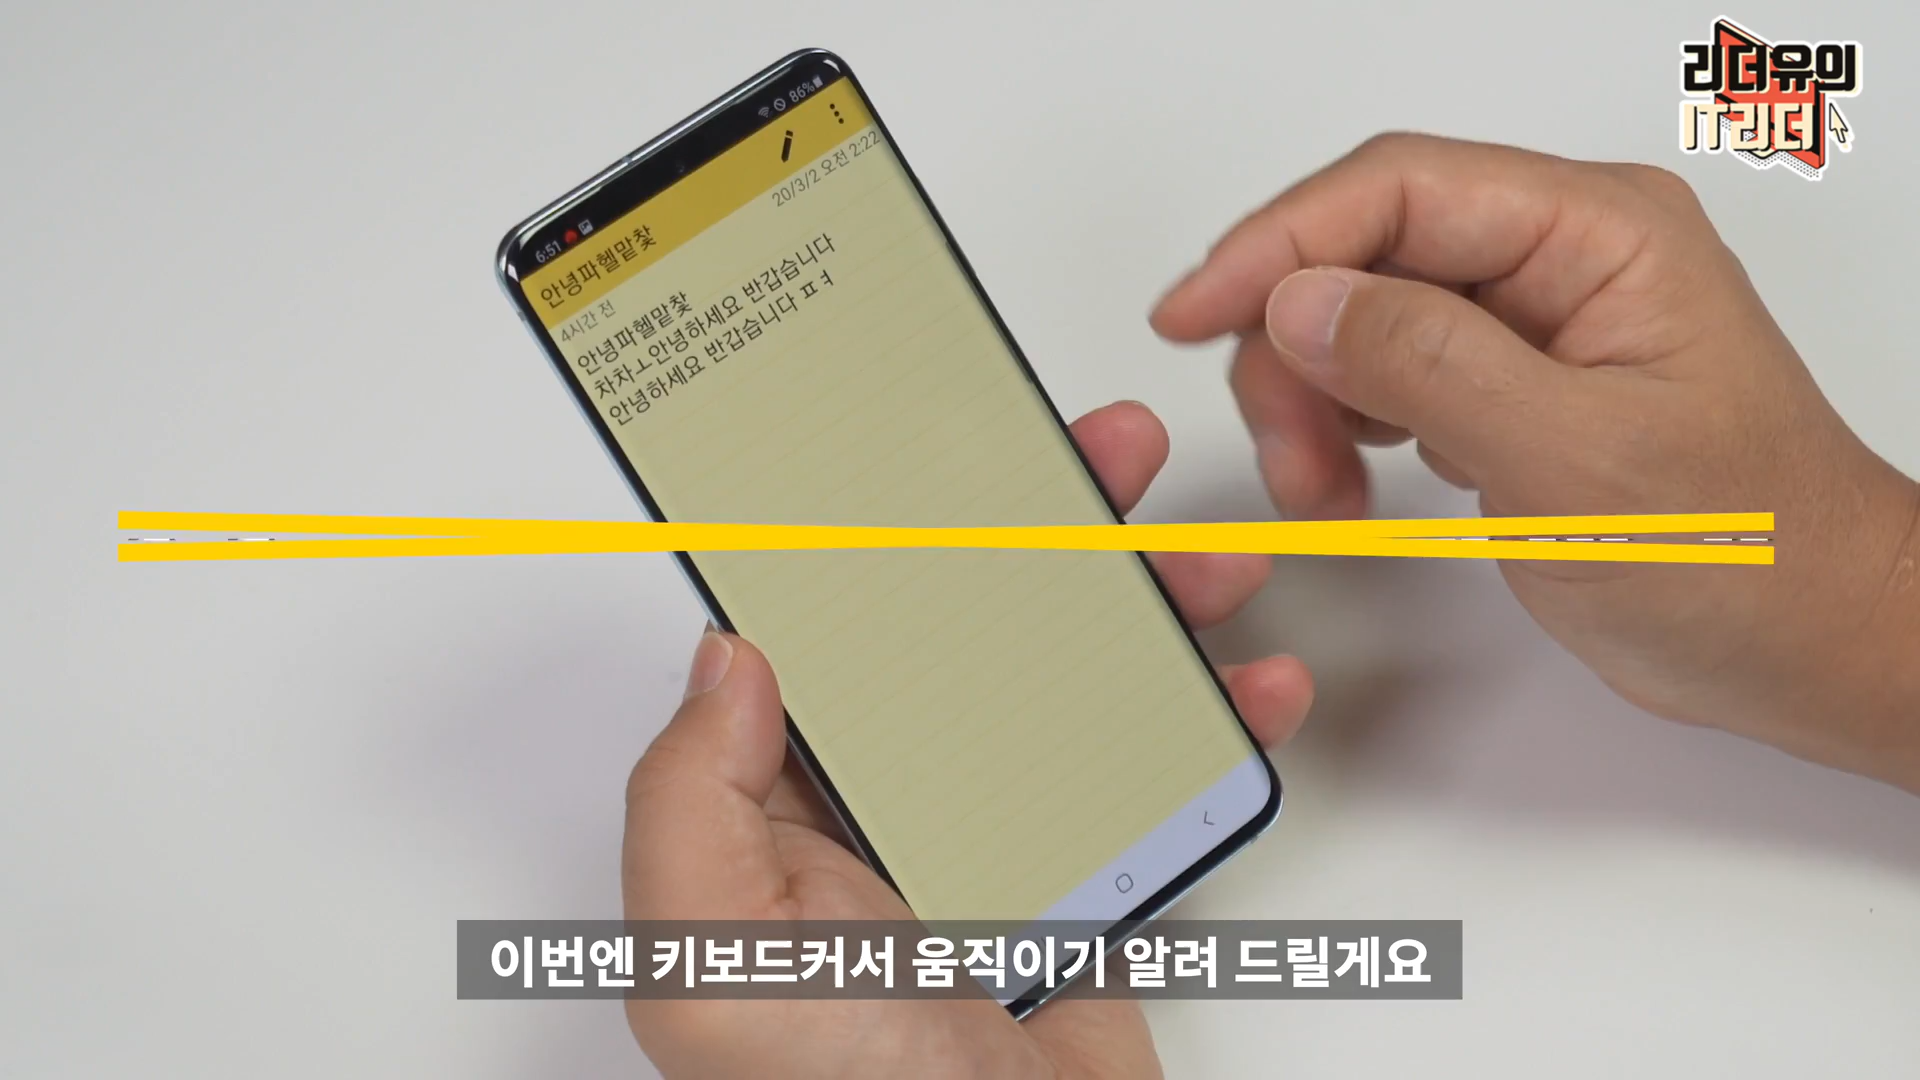 리더유의
IT리더
6:51
86%
안녕파헬맡찾
4시간 전
20/3/2 오전 2:22
안녕파헬맡찾
차차ㅗ안녕하세요 반갑습니다
안녕하세요 반갑습니다 ㅍㅕ
이번엔 키보드커서 움직이기 알려 드릴게요